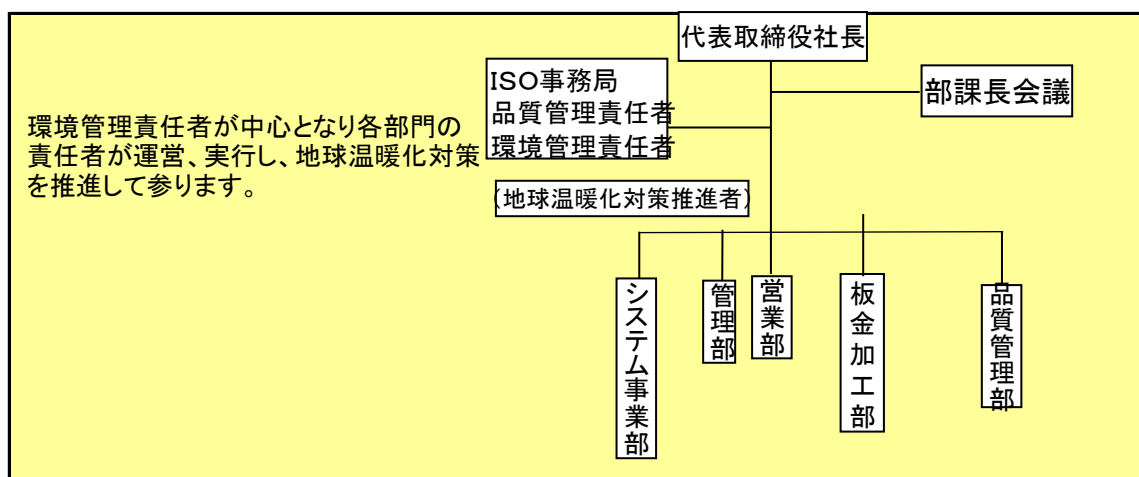 代表取締役社長
ISO事務局
品質管理責任者
環境管理責任者
部課長会議
環境管理責任者が中心となり各部門の
責任者が運営、実行し、地球温暖化対策
を推進して参ります。
（地球温暖化対策推進者）
システム事業部
管理部
営業部
板金加工部
品質管理部